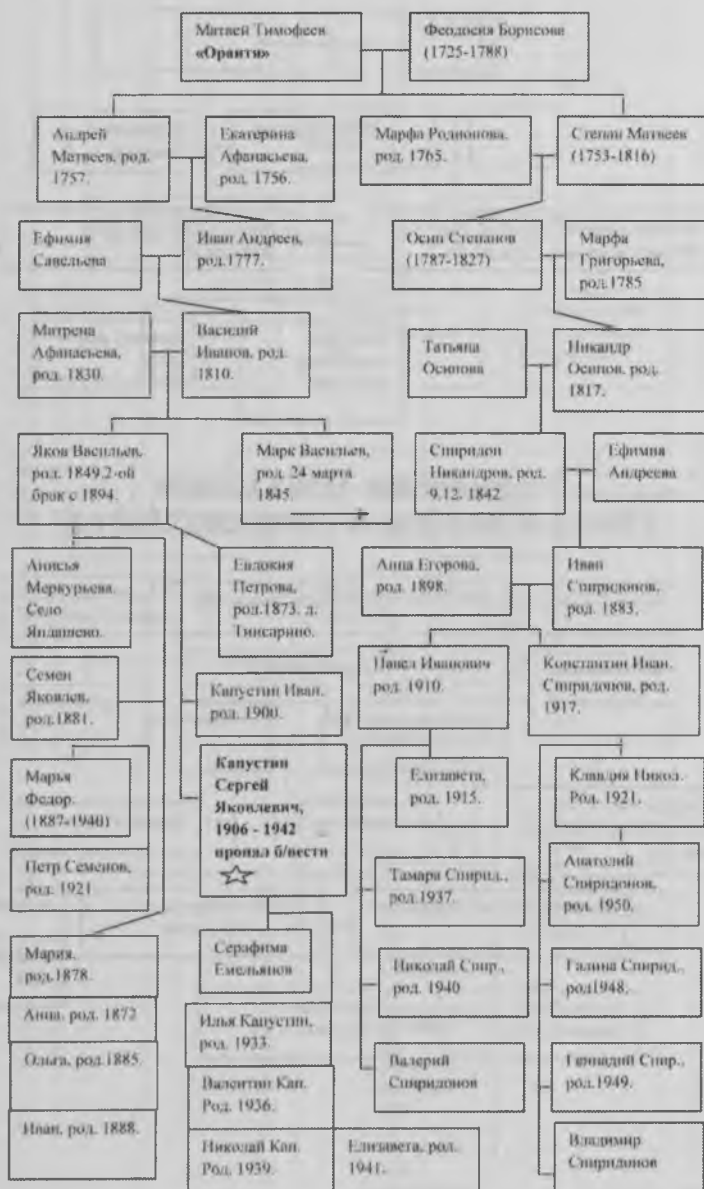 Матвей Тимофеев
«Оранти»
Феодосия Борисова
(1725-1788)
Андрей
Матвеев, род.
1757.
Екатерина
Афанасьева,
род. 1756.
Марфа Родионова,
род. 1765.
Степан Матвеев
(1753-1816)
Ефимия
Савельева
Иван Андреев,
род.1777.
Осип Степанов
(1787-1827)
Марфа
Григорьева,
род.1785
Матрена
Афанасьева,
род. 1830.
Василий
Иванов, род.
1810.
Татьяна
Осипова
Никандр
Осипов, род.
1817.
Яков Васильев,
род. 1849.2-ой
брак с 1894.
Марк Васильев,
род. 24 марта
1845.
Спиридон
Никандров, род.
9.12. 1842.
Ефимия
Андреева
Анисья
Меркурьева.
Село
Яндашево.
Евдокия
Петрова,
род.1873. д.
Тинсарино.
Анна Егорова,
род. 1898.
Иван
Спиридонов,
род. 1883.
Семен
Яковлев,
род.1881.
Капустин Иван.
род. 1900.
Павел Иванович
род. 1910.
Константин Иван.
Спиридонов, род.
1917.
Марья
Федор.
(1887-1940)
Капустин
Сергей
Яковлевич,
1906 - 1942
пропал б/вести
Елизавета,
род. 1915.
Клавдия Никол.
Род. 1921.
Петр Семенов,
род. 1921
Тамара Спирид.,
род.1937.
Анатолий
Спиридонов,
род. 1950.
Мария,
род.1878.
Серафима
Емельянов
Николай Спир.,
род. 1940
Галина Спирид.,
род1948.
Анна. род. 1872
Илья Капустин,
род. 1933.
Ольга, род.1885.
Валентин Кап.
Род. 1936.
Валерий
Спиридонов
Геннадий Спир.,
род.1949.
Иван, род. 1888.
Николай Кап.
Род. 1939.
Елизавета, род.
1941.
Владимир
Спиридонов